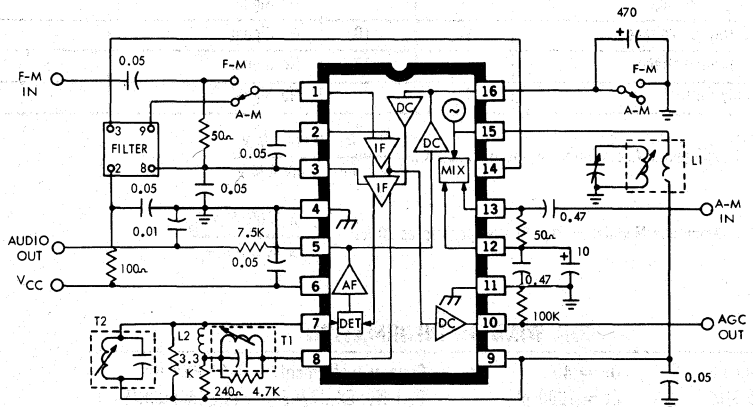 470
+
0.05
F-M
IN
F-M
A-M
F-M
A-M
3 9
FILTER
2 8
50Ω
0.05
0.05
1
2
3
4
5
6
7
8
DC
IF
IF
DC
MIX
AF
DET
DC
16
15
14
13
12
11
10
9
L1
0.05
0.01
7.5K
0.05
AUDIO
OUT
100Ω
VCC
0.47
A-M
IN
50Ω
+
10
0.47
100K
AGC
OUT
T2
L2
3.3
K
T1
240Ω 4.7K
0.05